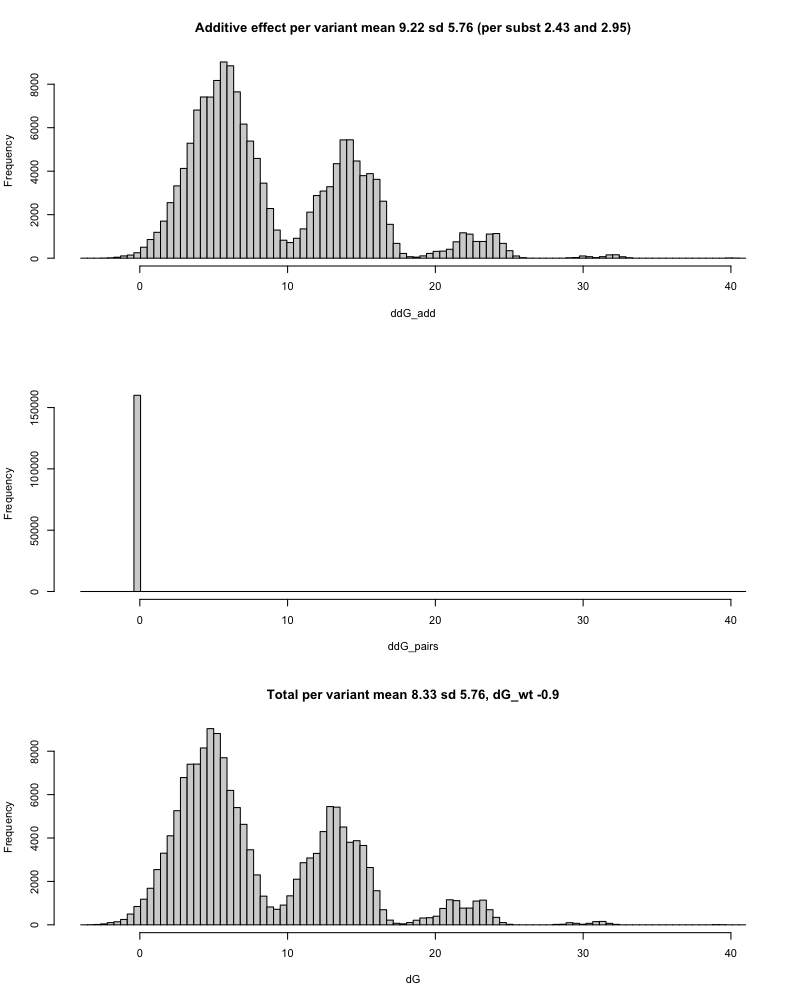 Additive effect per variant mean 9.22 sd 5.76 (per subst 2.43 and 2.95)
Frequency
8000
6000
4000
2000
0
0 10 20 30 40
ddG_add
Frequency
150000
100000
50000
0
0 10 20 30 40
ddG_pairs
Total per variant mean 8.33 sd 5.76, dG_wt -0.9
Frequency
8000
6000
4000
2000
0
0 10 20 30 40
dG